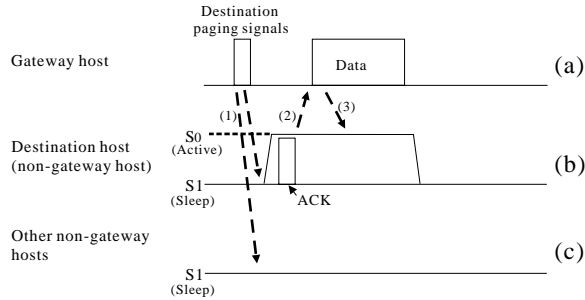 Destination
paging signals
Gateway host
Data
(a)
(1)
(2)
(3)
Destination host
(non-gateway host)
S0
(Active)
(b)
S1
(Sleep)
ACK
Other non-gateway
hosts
(c)
S1
(Sleep)